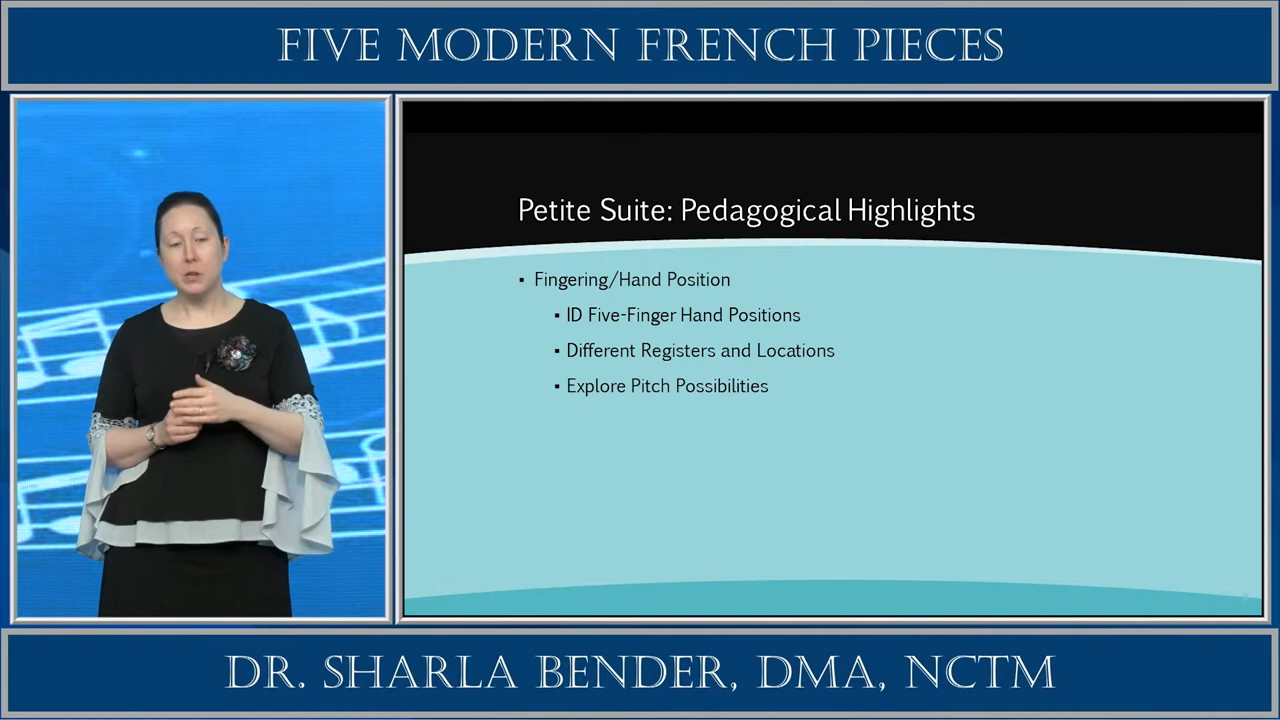 FIVE MODERN FRENCH PIECES
Petite Suite: Pedagogical Highlights
▪ Fingering/Hand Position
▪ ID Five-Finger Hand Positions
▪ Different Registers and Locations
▪ Explore Pitch Possibilities
DR. SHARLA BENDER, DMA, NCTM